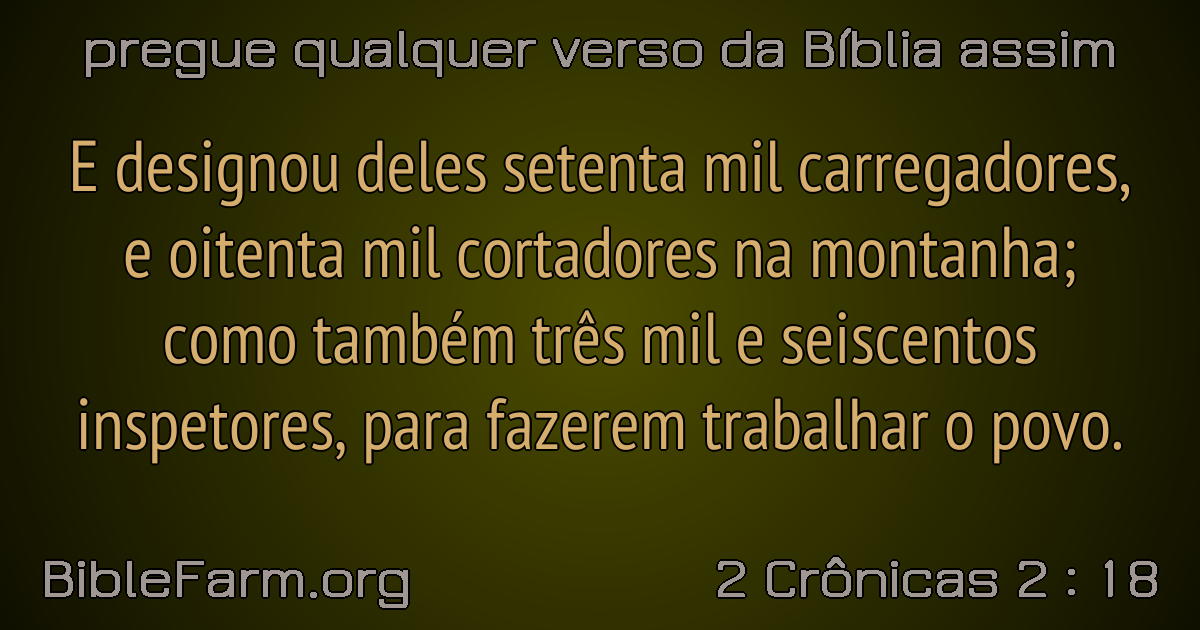 pregue qualquer verso da Bíblia assim
E designou deles setenta mil carregadores,
e oitenta mil cortadores na montanha;
como também três mil e seiscentos
inspetores, para fazerem trabalhar o povo.
BibleFarm.org
2 Crônicas 2 : 18